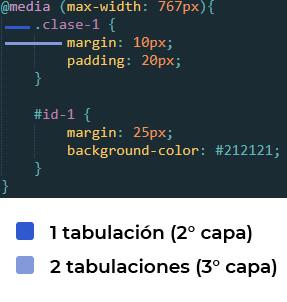 @media (max-width: 767px){
.clase-1 {
margin: 10px;
padding: 20px;
}
#id-1 {
margin: 25px;
background-color: #212121;
}
}
1 tabulación (2° capa)
2 tabulaciones (3° capa)